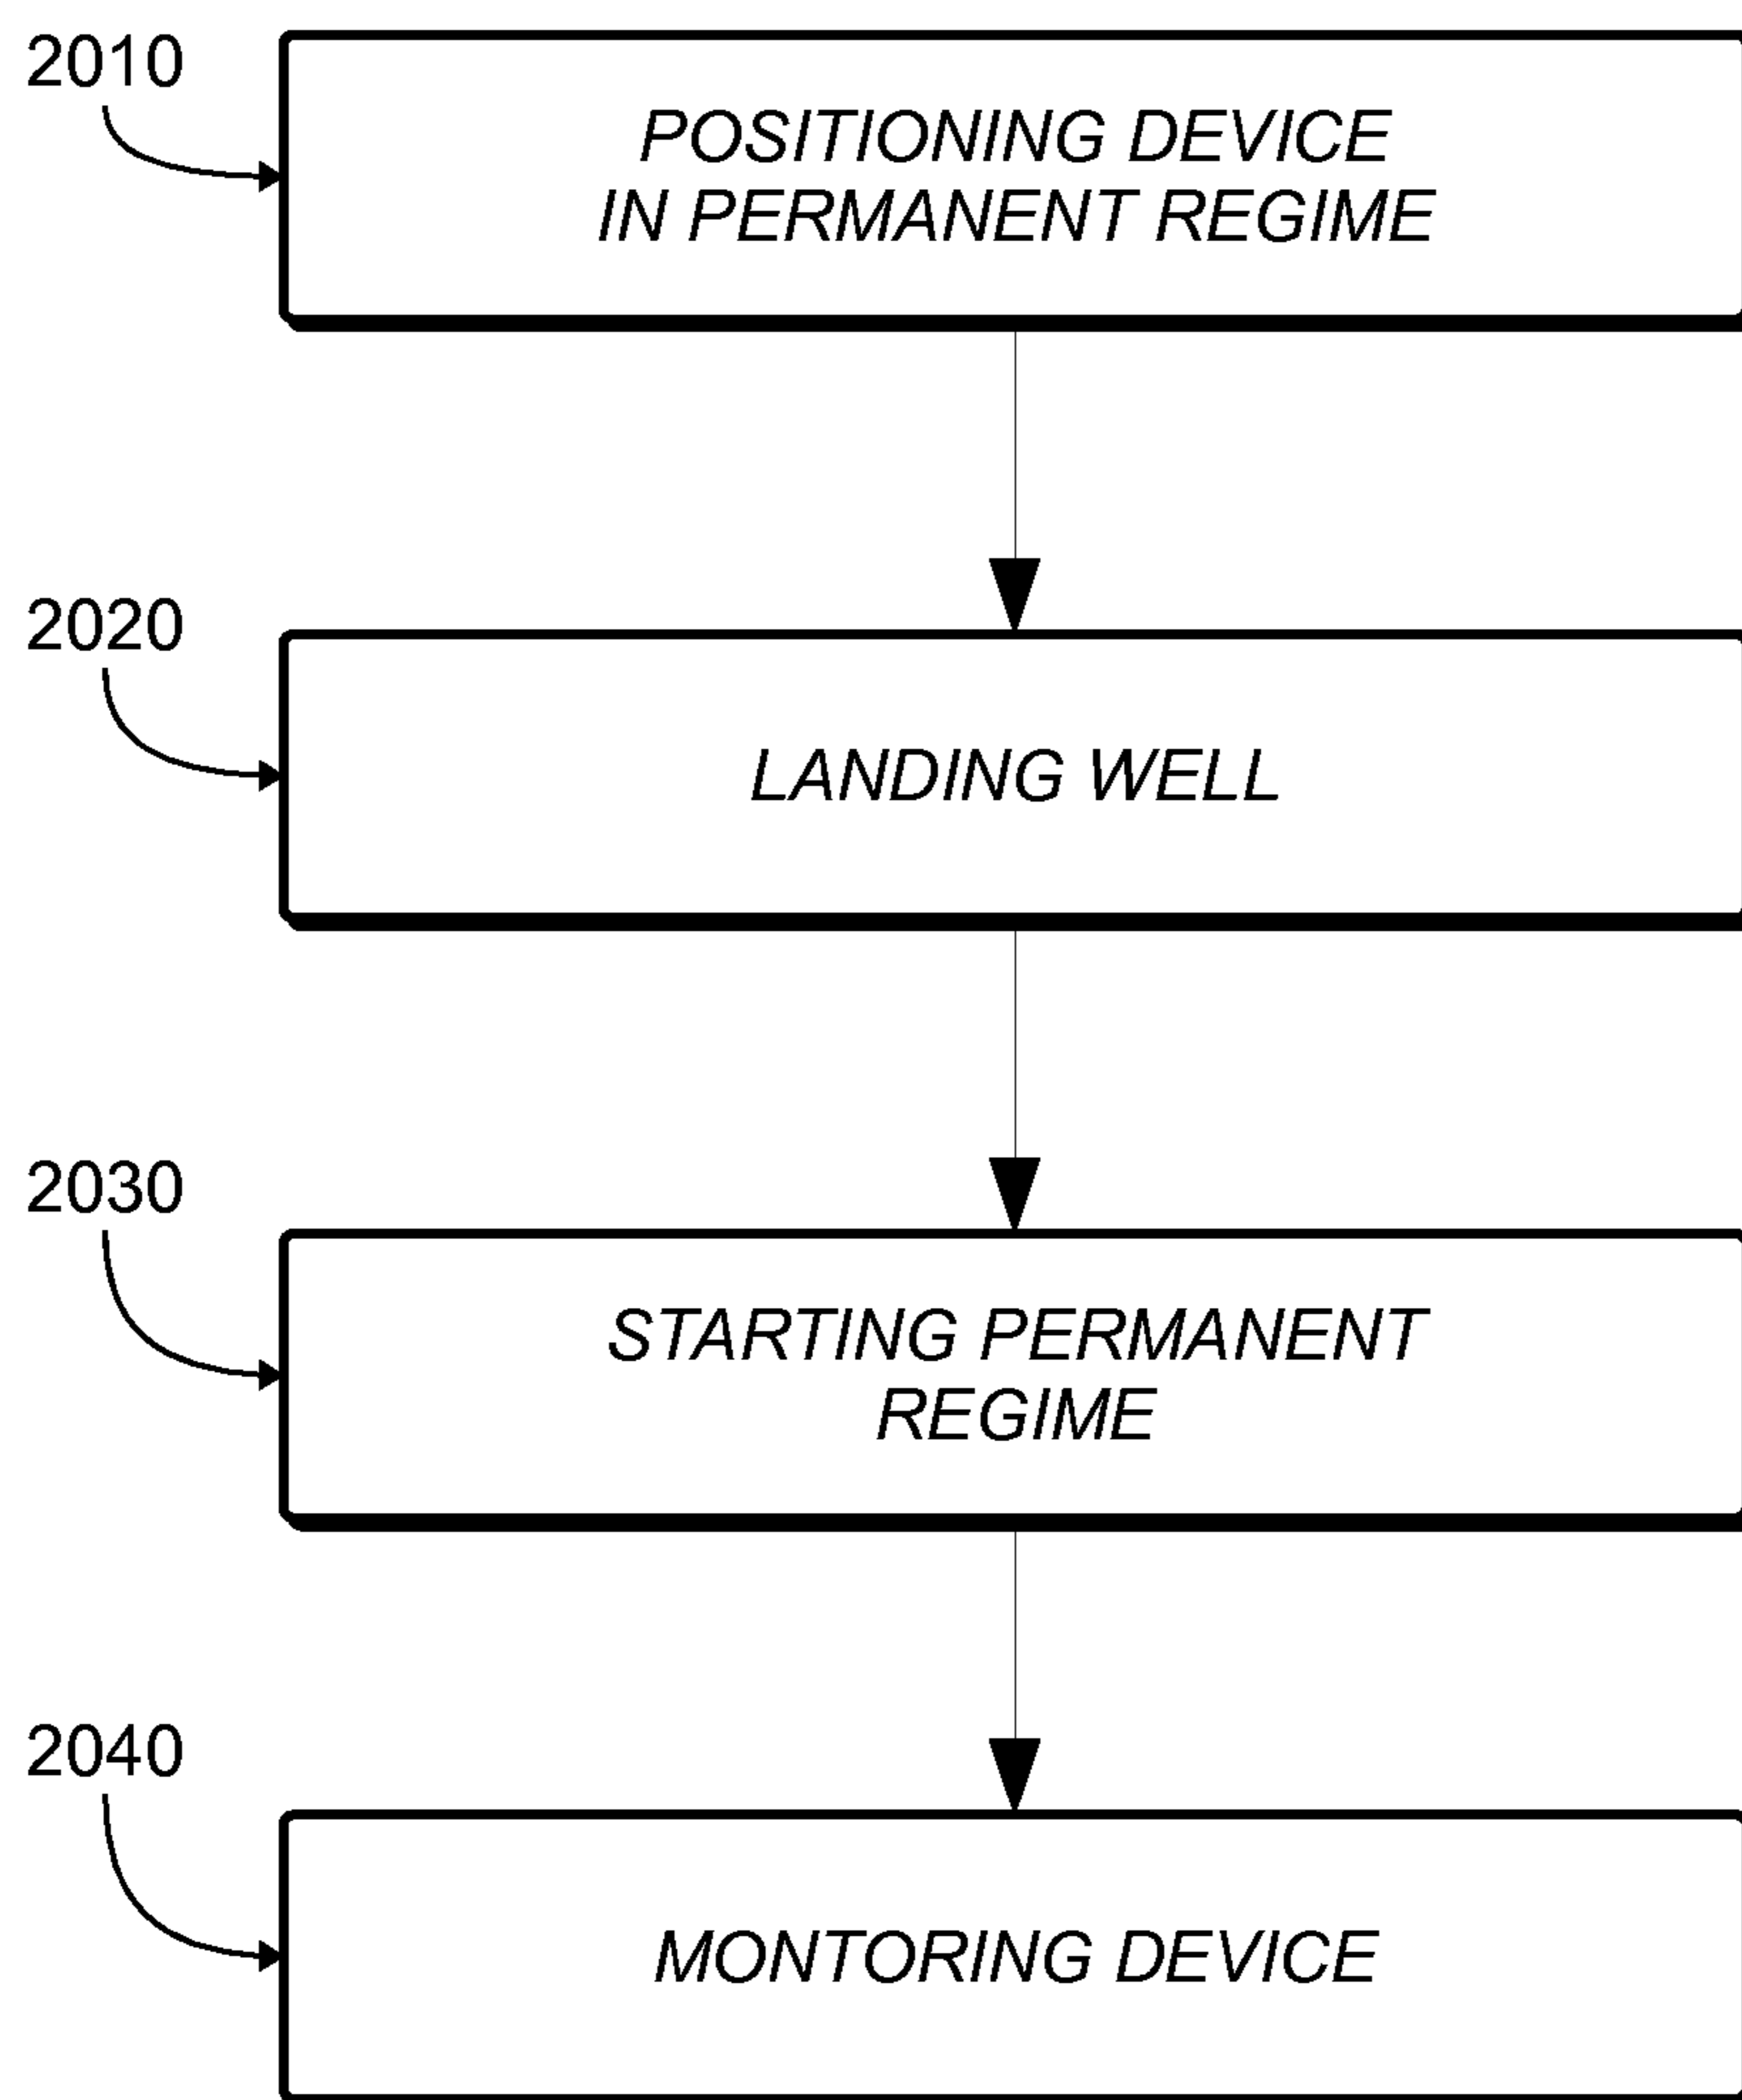 2010
POSITIONING DEVICE
IN PERMANENT REGIME
2020
LANDING WELL
2030
STARTING PERMANENT
REGIME
2040
MONTORING DEVICE